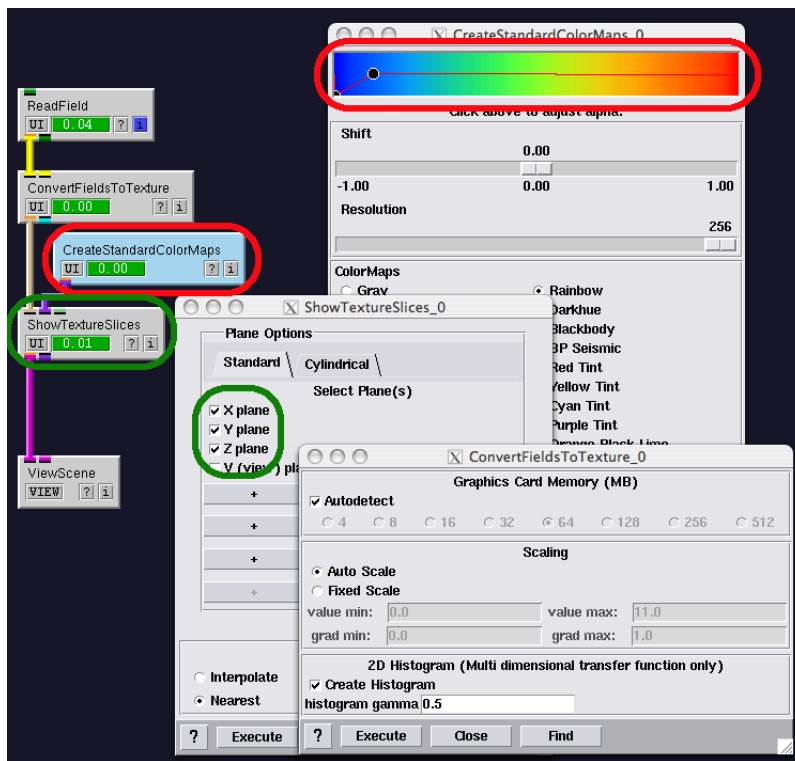 ReadField
UI 0.04 ? i
ConvertFieldsToTexture
UI 0.00 ? i
CreateStandardColorMaps
UI 0.00 ? i
ShowTextureSlices
UI 0.01 ? i
ViewScene
VIEW ? i
X CreateStandardColorMaps_0
Click above to adjust alpha.
Shift
0.00
-1.00 0.00 1.00
Resolution
256
ColorMaps
Gray Rainbow
Darkhue
Blackbody
BP Seismic
Red Tint
Yellow Tint
Cyan Tint
Purple Tint
X ShowTextureSlices_0
Plane Options
Standard \ Cylindrical \
Select Plane(s)
X plane
Y plane
Z plane
V (view) pla
+
+
+
+
Interpolate
Nearest
? Execute
X ConvertFieldsToTexture_0
Graphics Card Memory (MB)
Autodetect
4 8 16 32 64 128 256 512
Scaling
Auto Scale
Fixed Scale
value min: 0.0 value max: 11.0
grad min: 0.0 grad max: 1.0
2D Histogram (Multi dimensional transfer function only)
Create Histogram
histogram gamma 0.5
? Execute Close Find